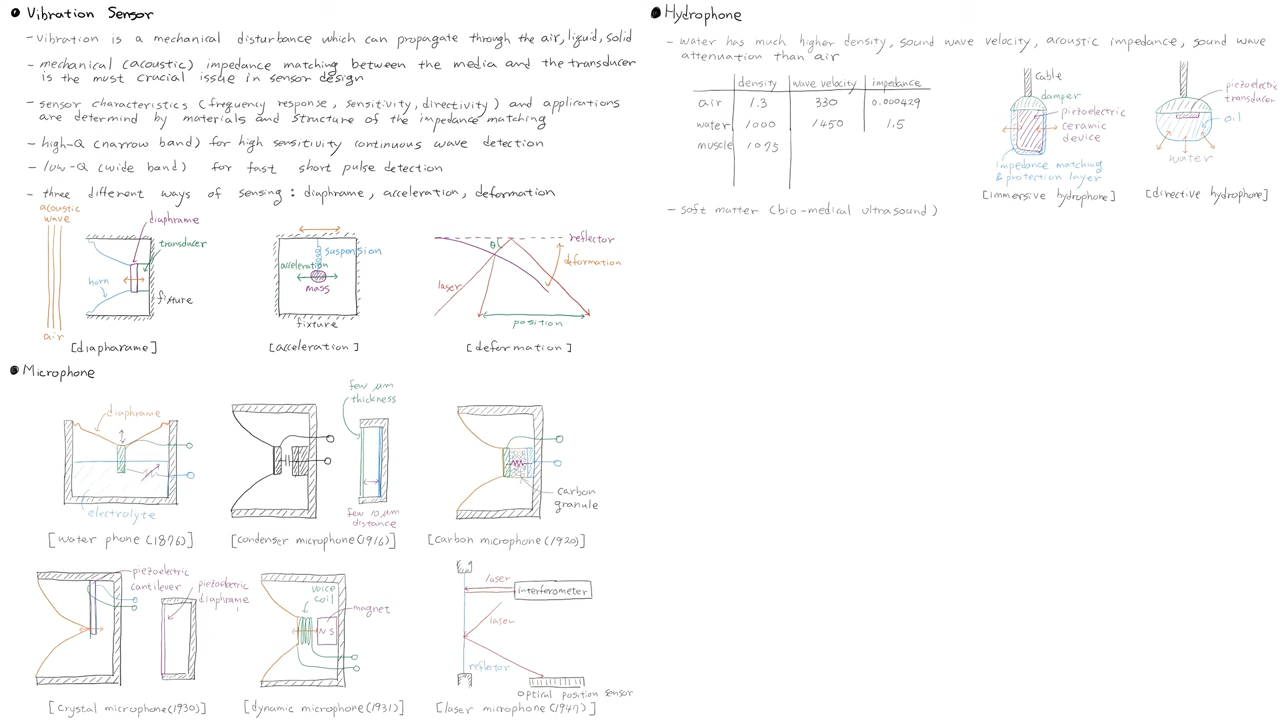 ● Vibration Sensor
- vibration is a mechanical disturbance which can propagate through the air, liquid, solid
- mechanical (acoustic) impedance matching between the media and the transducer
is the must crucial issue in sensor design
- sensor characteristics (frequency response, sensitivity, directivity) and applications
are determind by materials and structure of the impedance matching
- high-Q (narrow band) for high sensitivity continuous wave detection
- low-Q (wide band) for fast short pulse detection
- three different ways of sensing : diaphrame, acceleration, deformation
acoustic
wave
diaphrame
transducer
horn
fixture
air
[diapharame]
suspension
acceleration
mass
fixture
[acceleration]
θ
reflector
deformation
laser
position
[deformation]
● Microphone
diaphrame
electrolyte
[water phone (1876)]
few μm
thickness
few 10 μm
distance
[condenser microphone (1916)]
carbon
granule
[carbon microphone (1920)]
piezoelectric
cantilever
piezoelectric
diaphrame
[crystal microphone (1930)]
voice
coil
magnet
N S
[dynamic microphone (1931)]
laser
interferometer
laser
reflector
optical position sensor
[laser microphone (1947)]
● Hydrophone
- water has much higher density, sound wave velocity, acoustic impedance, sound wave
attenuation than air
density wave velocity impedance
air 1.3 330 0.000429
water 1000 1450 1.5
muscle 1075
cable
damper
piezoelectric
ceramic
device
impedance matching
& protection layer
[immersive hydrophone]
piezoelectric
transducer
oil
water
[directive hydrophone]
- soft matter (bio-medical ultrasound)